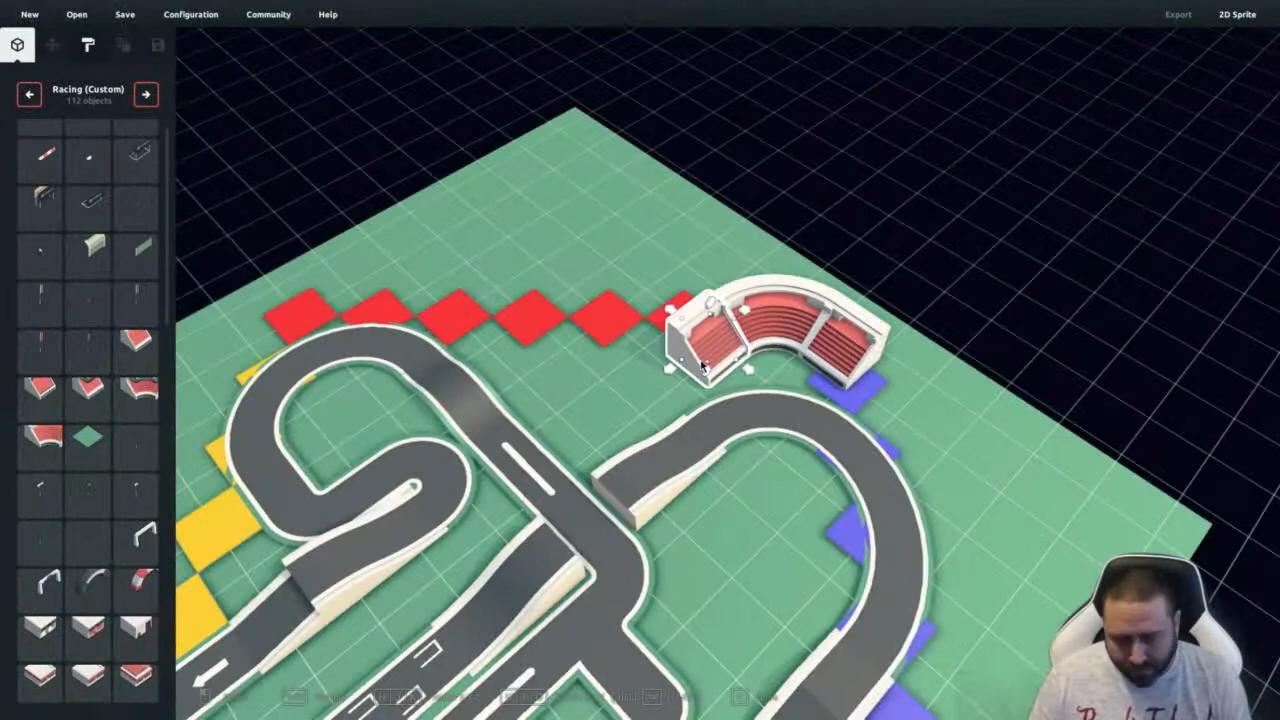 New Open Save Configuration Community Help Export 2D Sprite
Racing (Custom)
112 objects